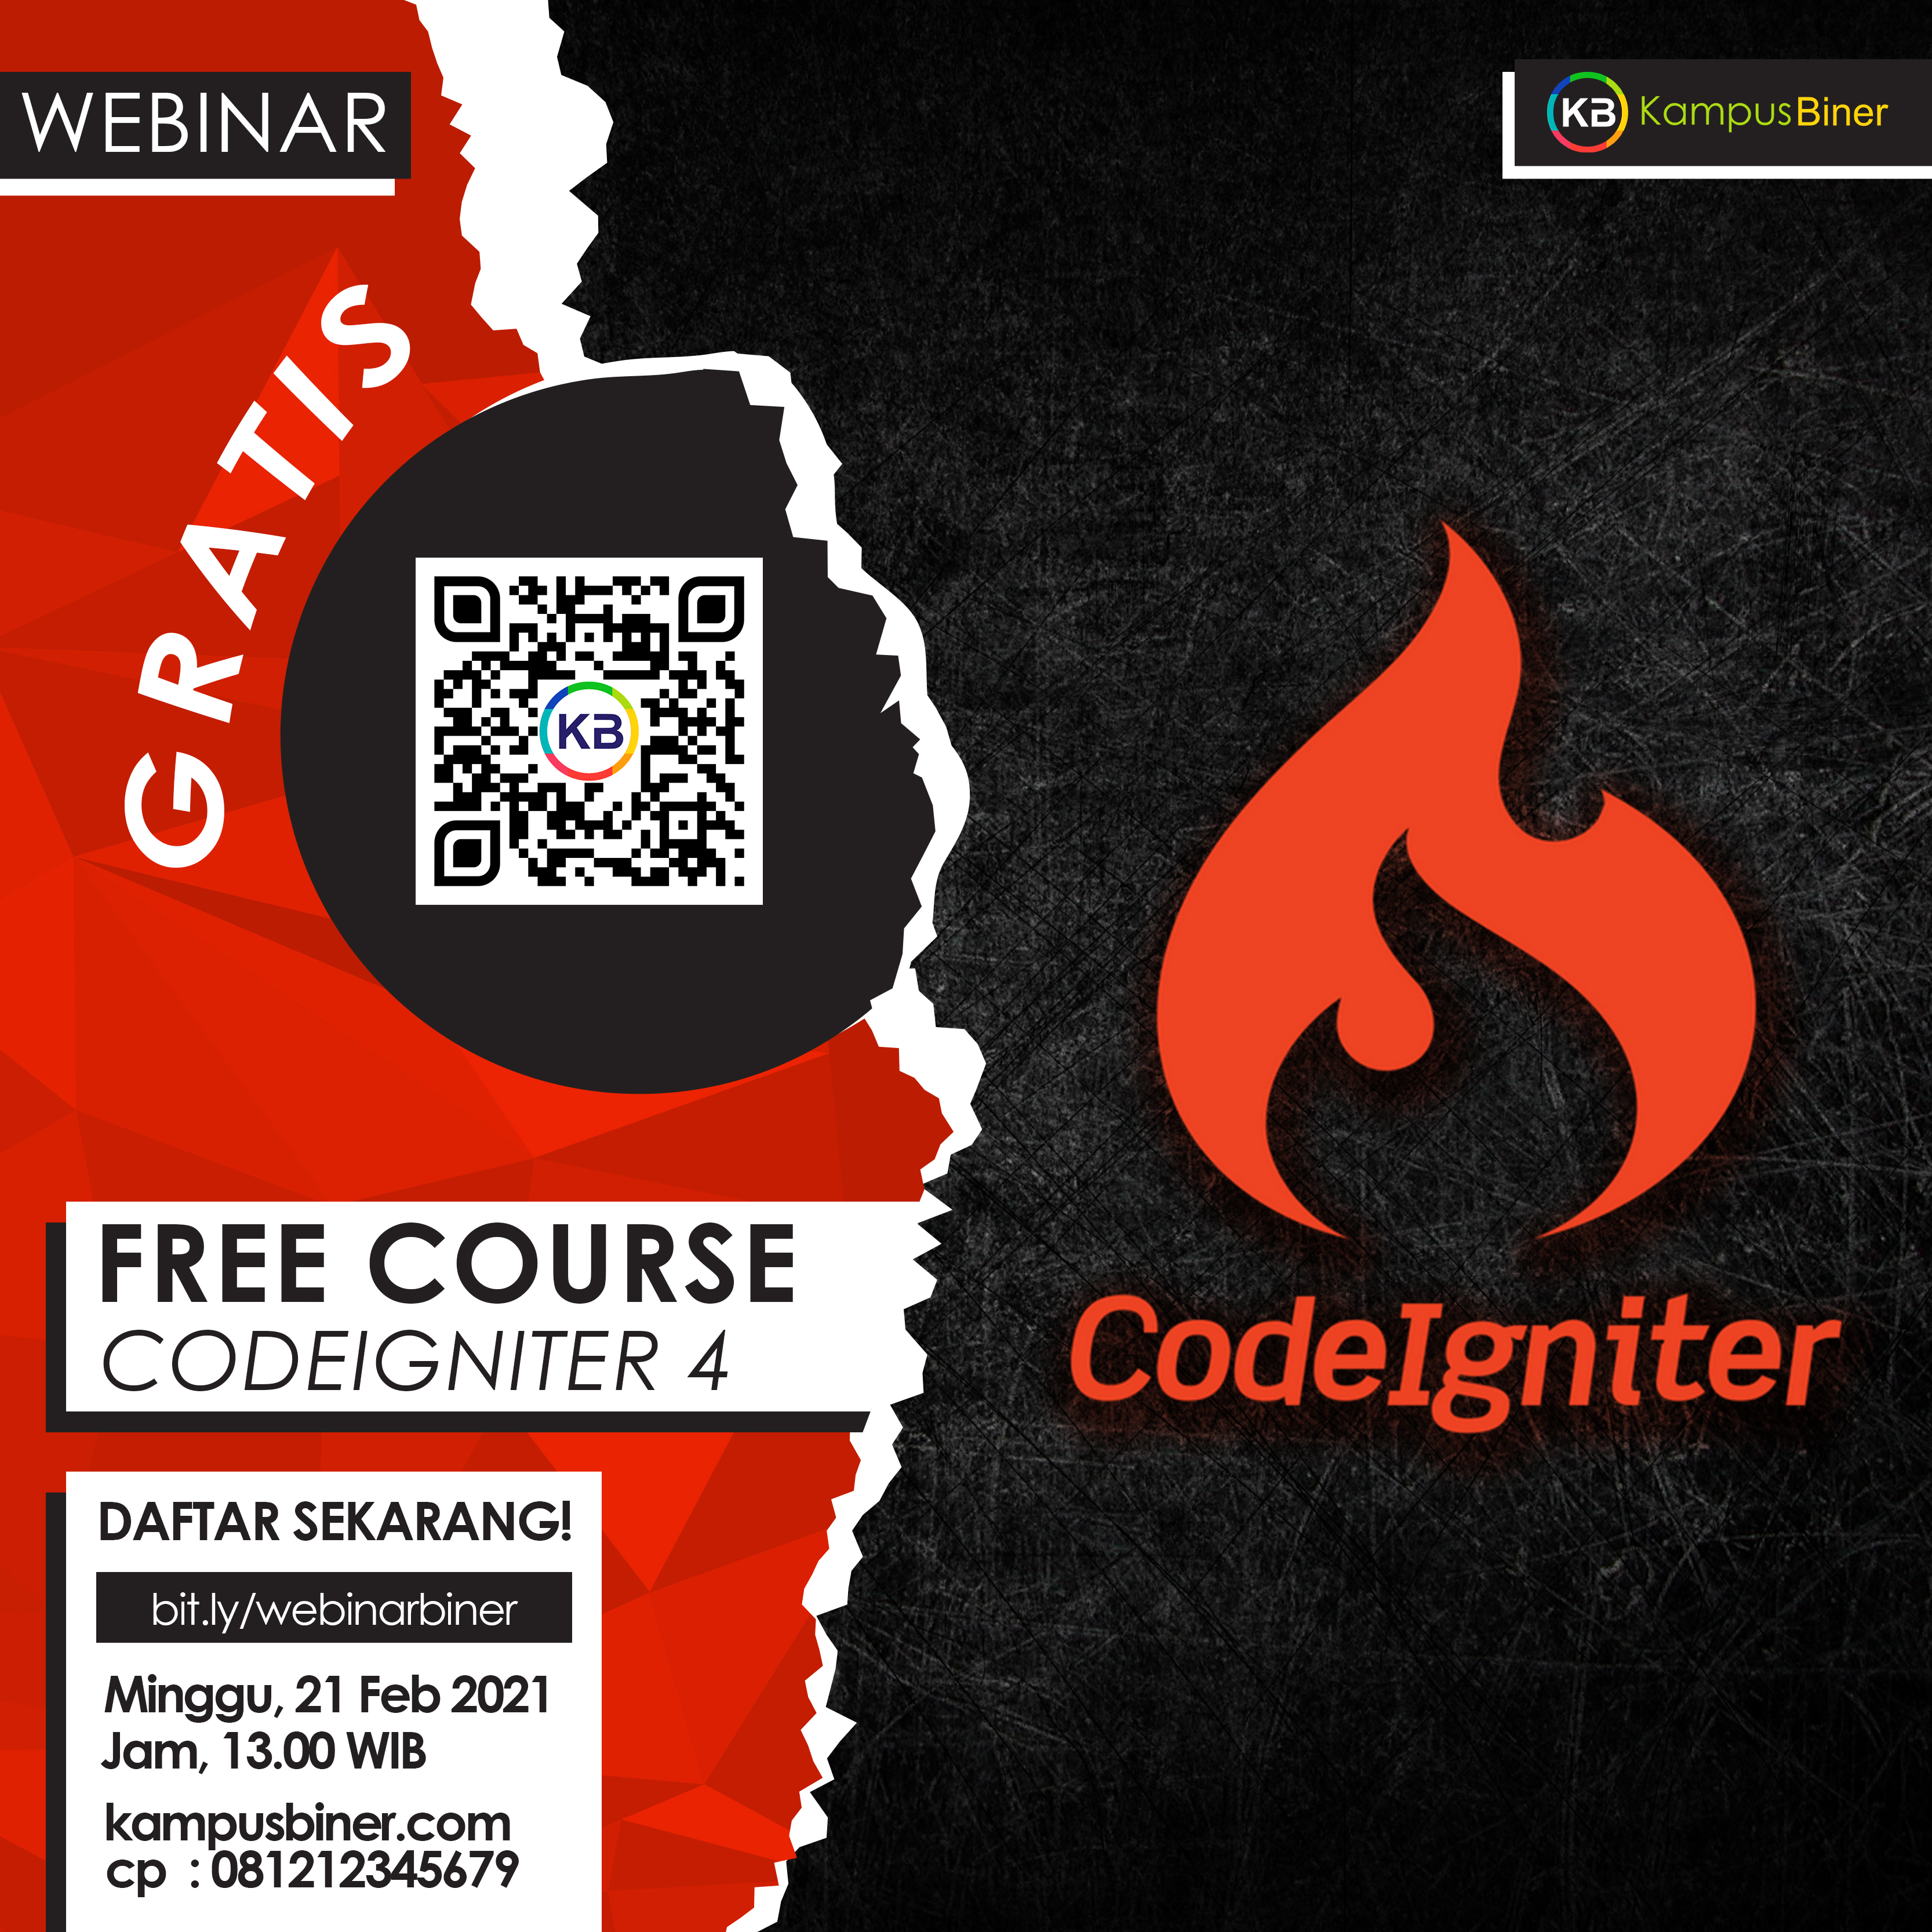 WEBINAR
KB KampusBiner
GRATIS
KB
FREE COURSE
CODEIGNITER 4
CodeIgniter
DAFTAR SEKARANG!
bit.ly/webinarbiner
Minggu, 21 Feb 2021
Jam, 13.00 WIB
kampusbiner.com
cp : 081212345679